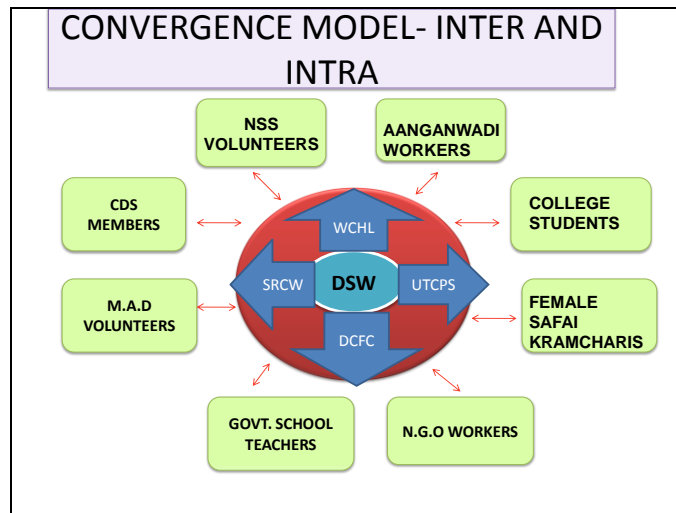 CONVERGENCE MODEL- INTER AND
INTRA
NSS
VOLUNTEERS
AANGANWADI
WORKERS
CDS
MEMBERS
COLLEGE
STUDENTS
WCHL
SRCW
DSW
UTCPS
DCFC
M.A.D
VOLUNTEERS
FEMALE
SAFAI
KRAMCHARIS
GOVT. SCHOOL
TEACHERS
N.G.O WORKERS